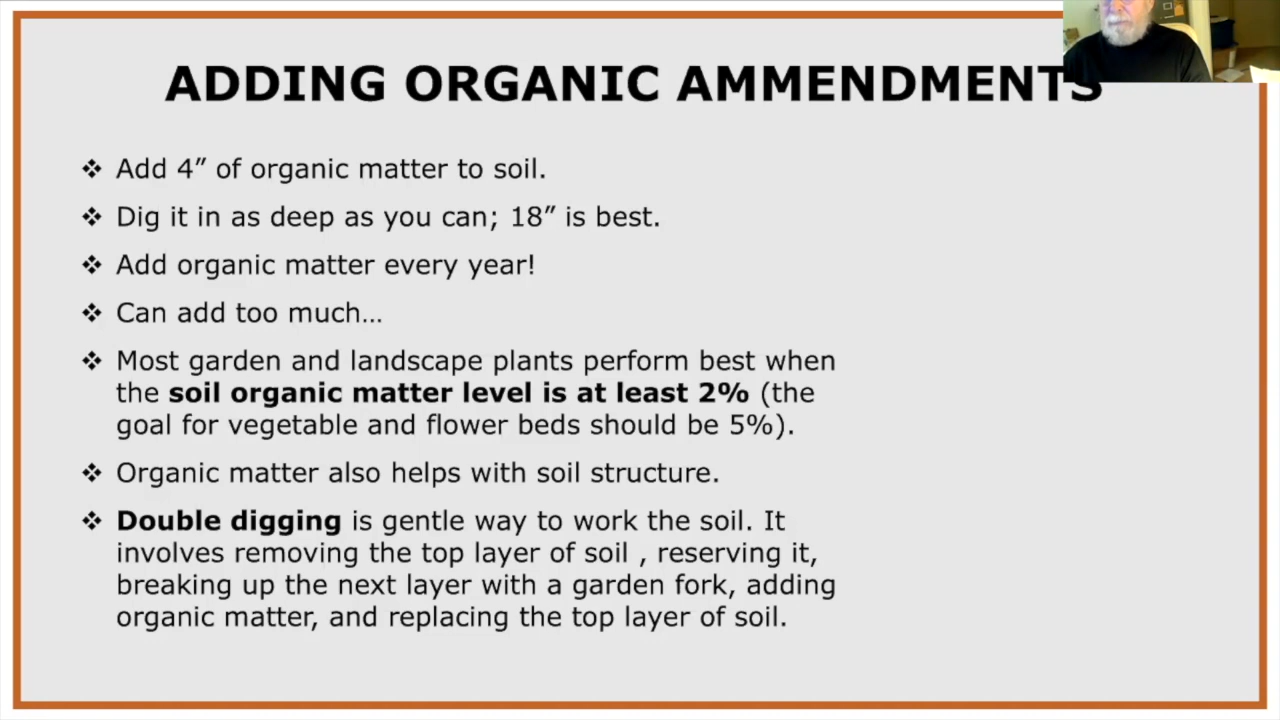 ADDING ORGANIC AMMENDMENTS
❖ Add 4” of organic matter to soil.
❖ Dig it in as deep as you can; 18” is best.
❖ Add organic matter every year!
❖ Can add too much…
❖ Most garden and landscape plants perform best when
the soil organic matter level is at least 2% (the
goal for vegetable and flower beds should be 5%).
❖ Organic matter also helps with soil structure.
❖ Double digging is gentle way to work the soil. It
involves removing the top layer of soil , reserving it,
breaking up the next layer with a garden fork, adding
organic matter, and replacing the top layer of soil.